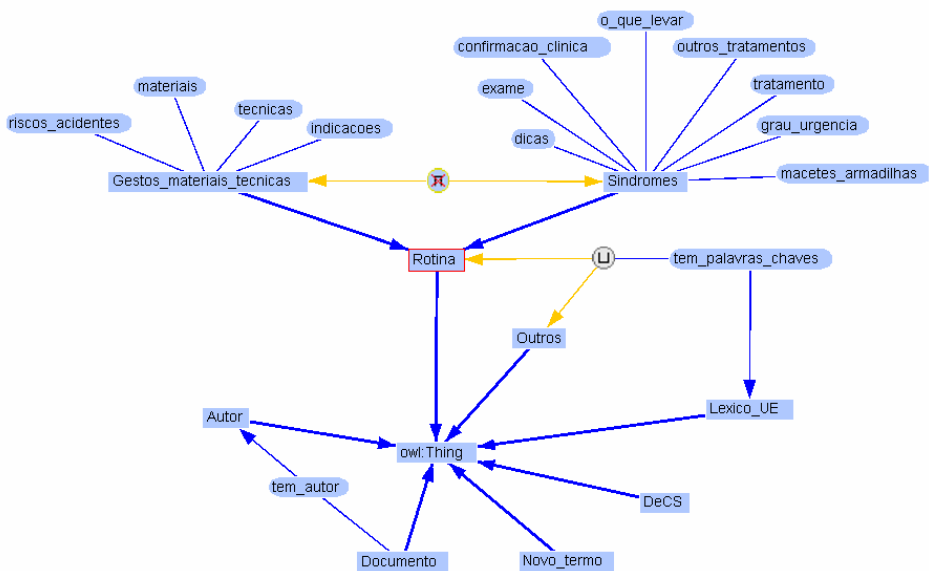 o_que_levar
confirmacao_clinica
outros_tratamentos
materiais
exame
tratamento
riscos_acidentes
tecnicas
indicacoes
dicas
grau_urgencia
Gestos_materiais_tecnicas
Sindromes
macetes_armadilhas
Rotina
tem_palavras_chaves
Outros
Autor
Lexico_UE
owl:Thing
tem_autor
DeCS
Documento
Novo_termo